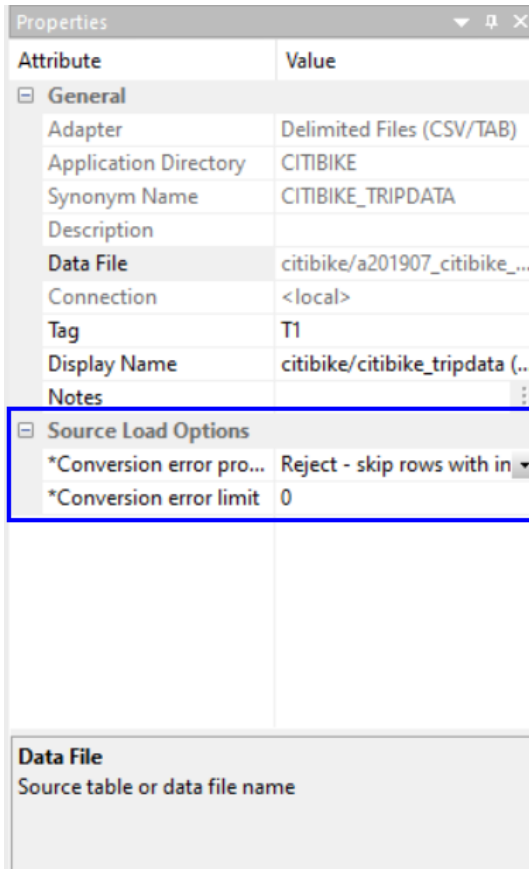 Properties
Attribute Value
General
Adapter Delimited Files (CSV/TAB)
Application Directory CITIBIKE
Synonym Name CITIBIKE_TRIPDATA
Description
Data File citibike/a201907_citibike_...
Connection <local>
Tag T1
Display Name citibike/citibike_tripdata (...
Notes
Source Load Options
*Conversion error pro... Reject - skip rows with in
*Conversion error limit 0
Data File
Source table or data file name